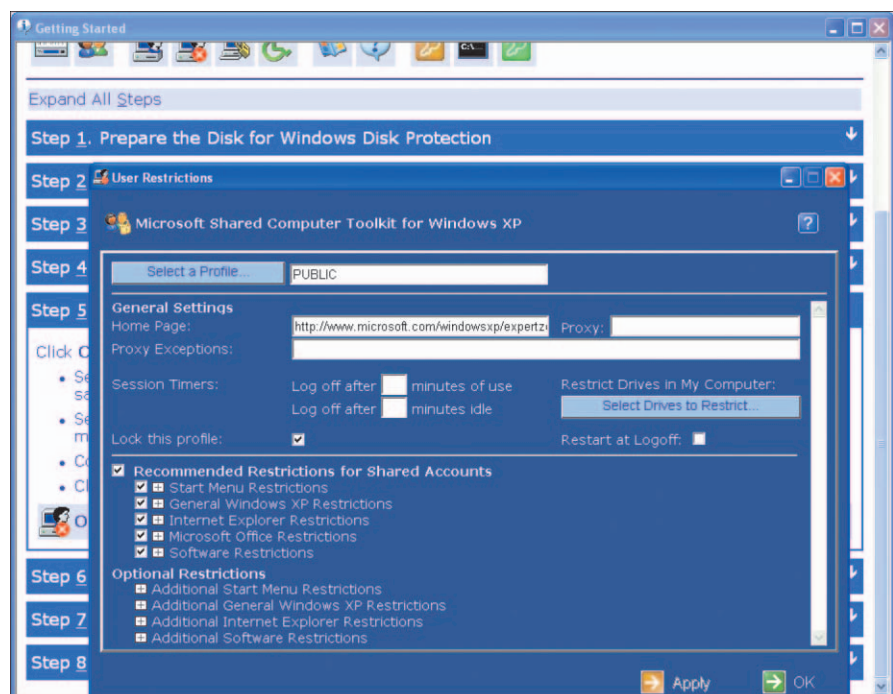 Getting Started
C:\...
Expand All Steps
Step 1. Prepare the Disk for Windows Disk Protection
Step 2
User Restrictions
Step 3
Microsoft Shared Computer Toolkit for Windows XP
?
Step 4
Select a Profile...
PUBLIC
Step 5
General Settings
Home Page:
http://www.microsoft.com/windowsxp/expertz
Proxy:
Proxy Exceptions:
Click
Session Timers:
Log off after minutes of use
Restrict Drives in My Computer:
Select Drives to Restrict...
Log off after minutes idle
Lock this profile:
Restart at Logoff:
Recommended Restrictions for Shared Accounts
Start Menu Restrictions
General Windows XP Restrictions
Internet Explorer Restrictions
Microsoft Office Restrictions
Software Restrictions
Optional Restrictions
Additional Start Menu Restrictions
Step 6
Additional General Windows XP Restrictions
Additional Internet Explorer Restrictions
Step 7
Additional Software Restrictions
Step 8
Apply
OK